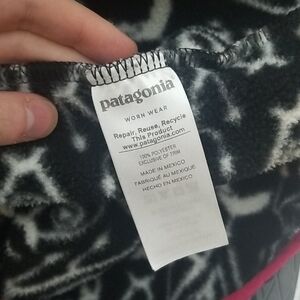 patagonia
WORN WEAR
Repair, Reuse, Recycle
This Product
www.patagonia.com
100% POLYESTER
EXCLUSIVE OF TRIM
MADE IN MEXICO
FABRIQUÉ AU MEXIQUE
HECHO EN MEXICO